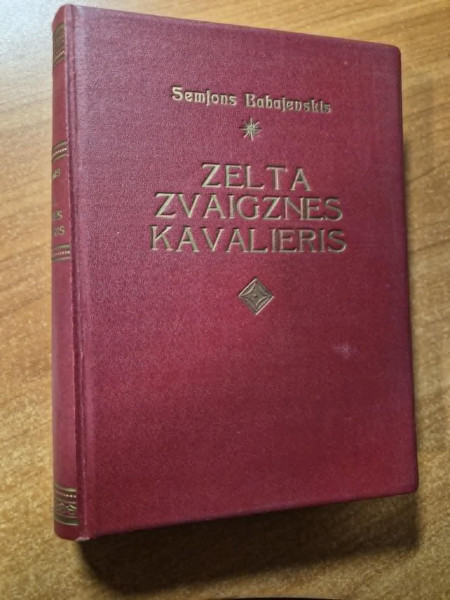 Semjons Babajevskis
ZELTA
ZVAIGZNES
KAVALIERIS